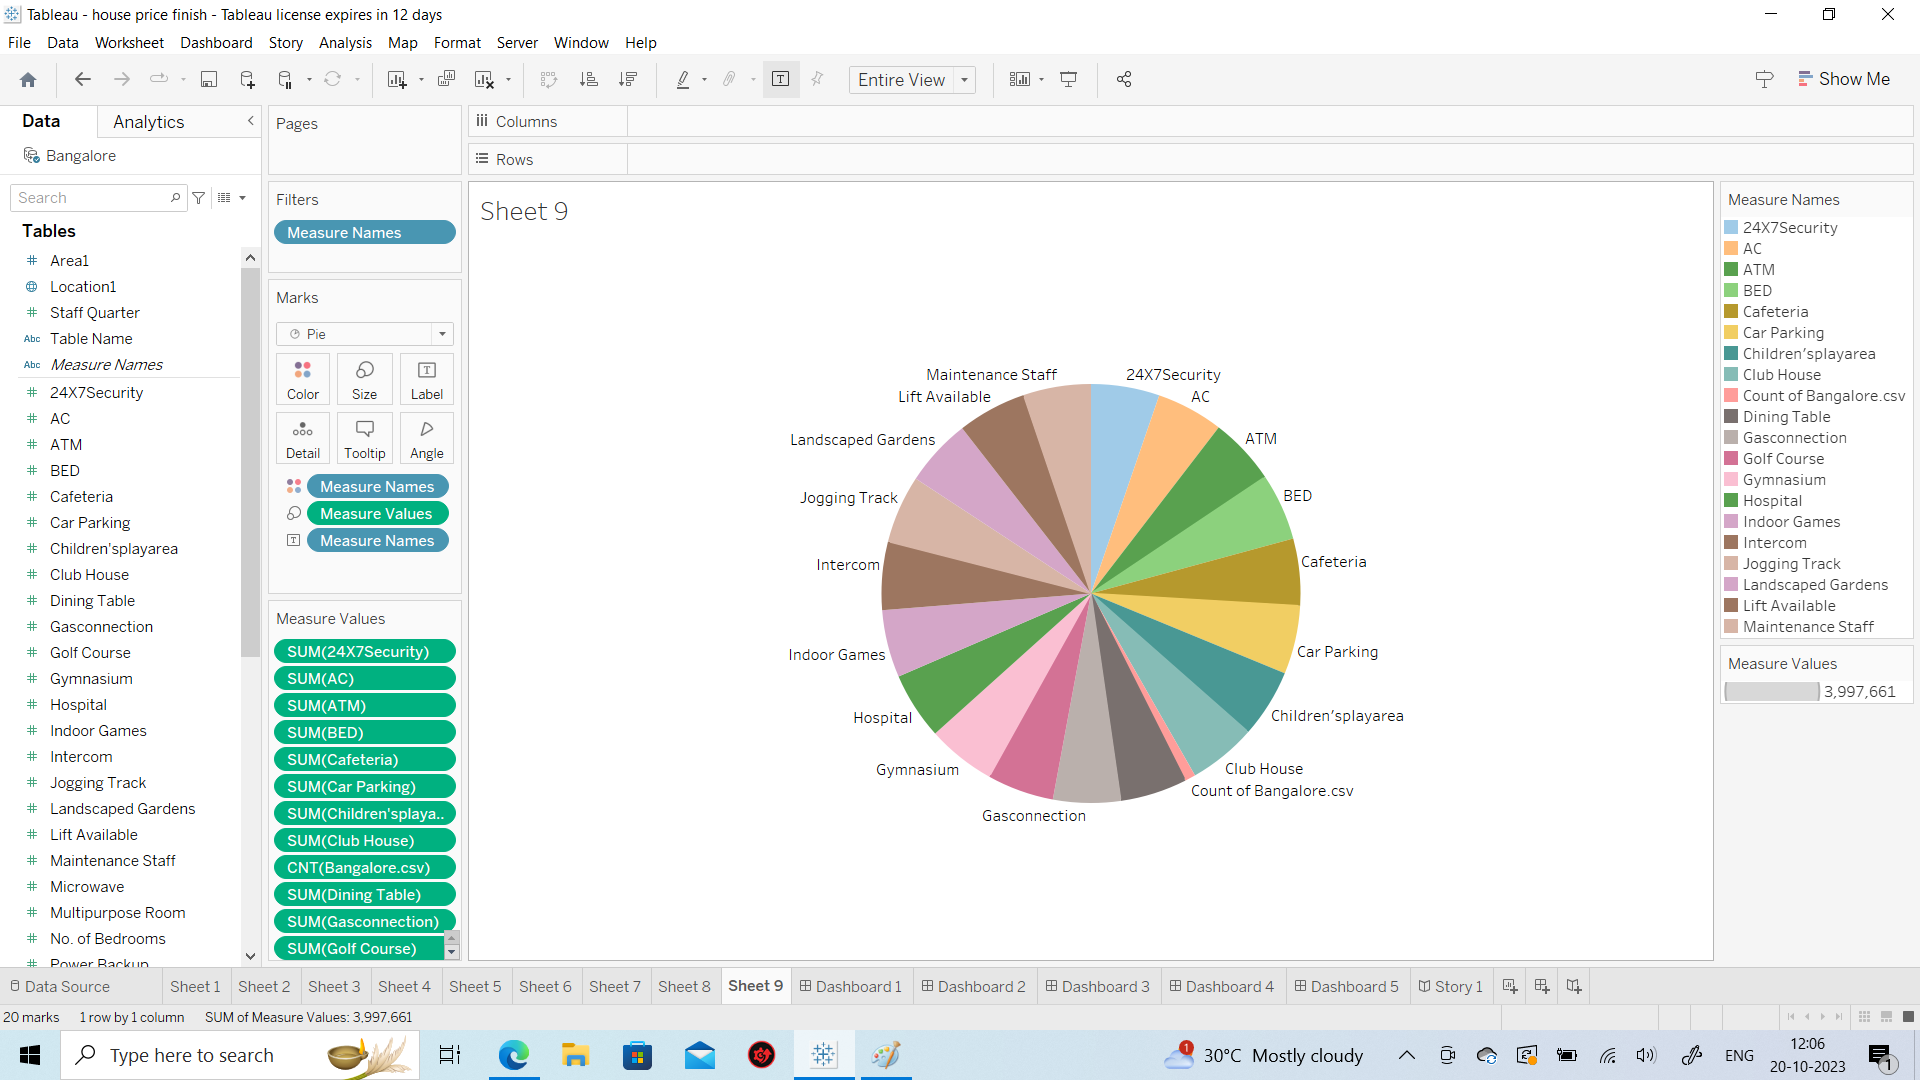 Tableau - house price finish - Tableau license expires in 12 days
File Data Worksheet Dashboard Story Analysis Map Format Server Window Help
Entire View
Show Me
Data Analytics
Bangalore
Search
Tables
Area1
Location1
Staff Quarter
Abc Table Name
Abc Measure Names
24X7Security
AC
ATM
BED
Cafeteria
Car Parking
Children'splayarea
Club House
Dining Table
Gasconnection
Golf Course
Gymnasium
Hospital
Indoor Games
Intercom
Jogging Track
Landscaped Gardens
Lift Available
Maintenance Staff
Microwave
Multipurpose Room
No. of Bedrooms
Power Backup
Pages
Filters
Measure Names
Marks
Pie
Color Size Label
Detail Tooltip Angle
Measure Names
Measure Values
Measure Names
Measure Values
SUM(24X7Security)
SUM(AC)
SUM(ATM)
SUM(BED)
SUM(Cafeteria)
SUM(Car Parking)
SUM(Children'splaya..
SUM(Club House)
CNT(Bangalore.csv)
SUM(Dining Table)
SUM(Gasconnection)
SUM(Golf Course)
Columns
Rows
Sheet 9
Maintenance Staff
24X7Security
Lift Available
AC
Landscaped Gardens
ATM
Jogging Track
BED
Intercom
Cafeteria
Indoor Games
Car Parking
Hospital
Children'splayarea
Gymnasium
Club House
Count of Bangalore.csv
Gasconnection
Measure Names
24X7Security
AC
ATM
BED
Cafeteria
Car Parking
Children'splayarea
Club House
Count of Bangalore.csv
Dining Table
Gasconnection
Golf Course
Gymnasium
Hospital
Indoor Games
Intercom
Jogging Track
Landscaped Gardens
Lift Available
Maintenance Staff
Measure Values
3,997,661
Data Source Sheet 1 Sheet 2 Sheet 3 Sheet 4 Sheet 5 Sheet 6 Sheet 7 Sheet 8 Sheet 9 Dashboard 1 Dashboard 2 Dashboard 3 Dashboard 4 Dashboard 5 Story 1
20 marks 1 row by 1 column SUM of Measure Values: 3,997,661
Type here to search
1
30°C Mostly cloudy
ENG
12:06
20-10-2023
1